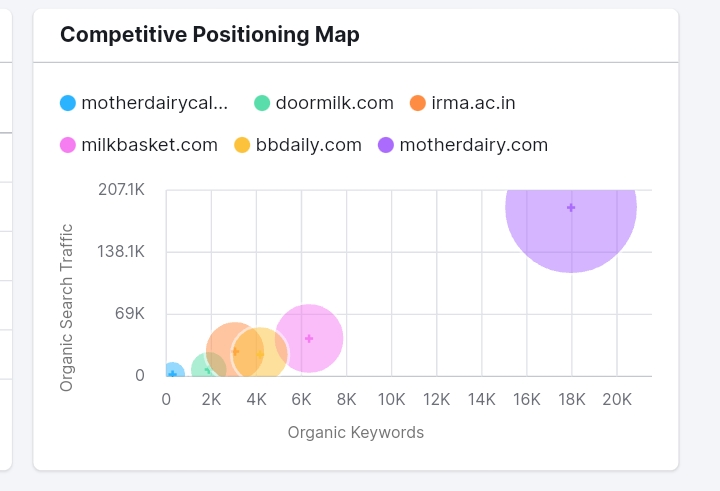 Competitive Positioning Map
motherdairycal... doormilk.com irma.ac.in
milkbasket.com bbdaily.com motherdairy.com
207.1K
138.1K
69K
0
Organic Search Traffic
0 2K 4K 6K 8K 10K 12K 14K 16K 18K 20K
Organic Keywords